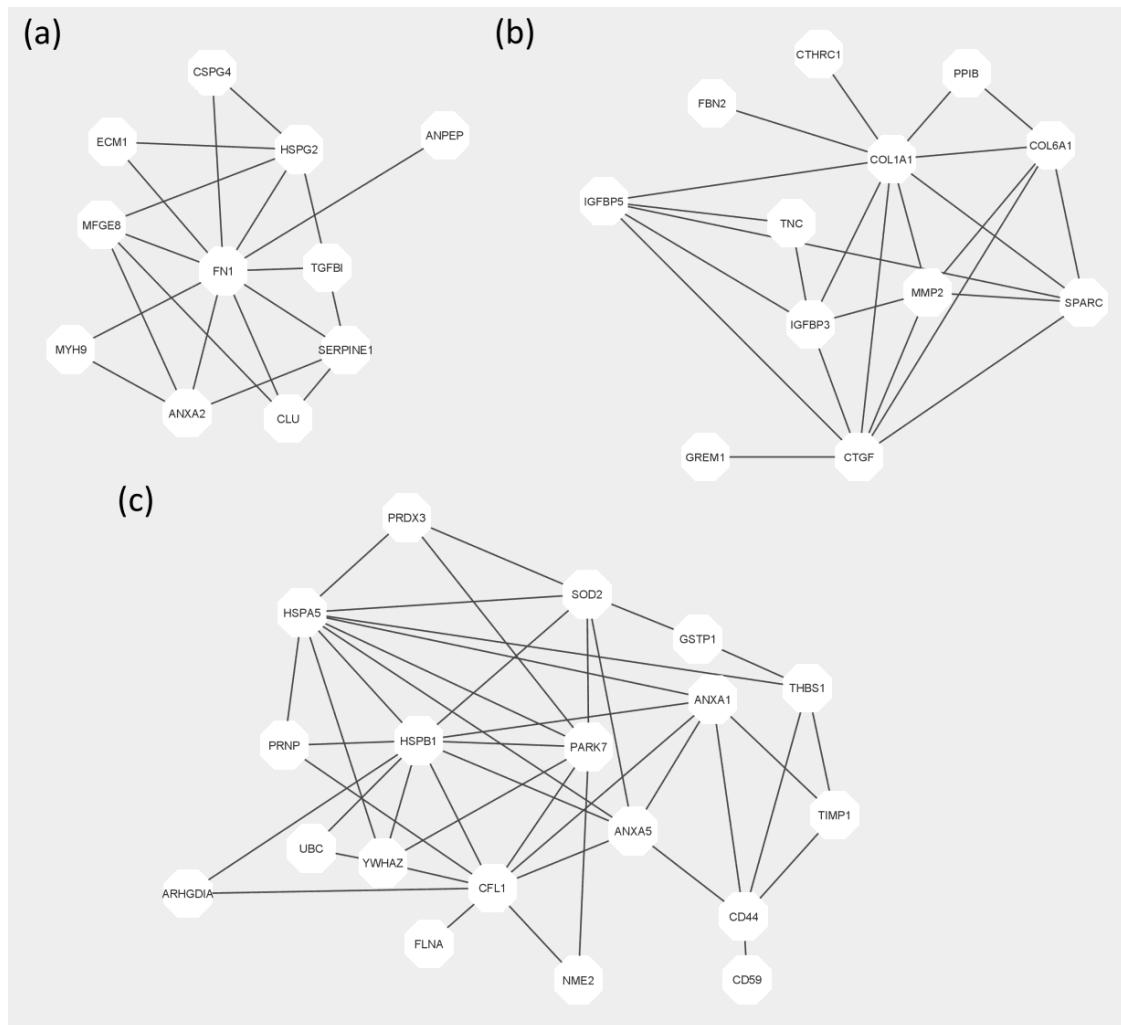 (a)
CSPG4
ECM1
HSPG2
ANPEP
MFGE8
FN1
TGFBI
MYH9
SERPINE1
ANXA2
CLU
(b)
CTHRC1
PPIB
FBN2
COL1A1
COL6A1
IGFBP5
TNC
MMP2
SPARC
IGFBP3
GREM1
CTGF
(c)
PRDX3
SOD2
HSPA5
GSTP1
THBS1
ANXA1
PRNP
HSPB1
PARK7
TIMP1
ANXA5
UBC
YWHAZ
ARHGDIA
CFL1
CD44
FLNA
NME2
CD59